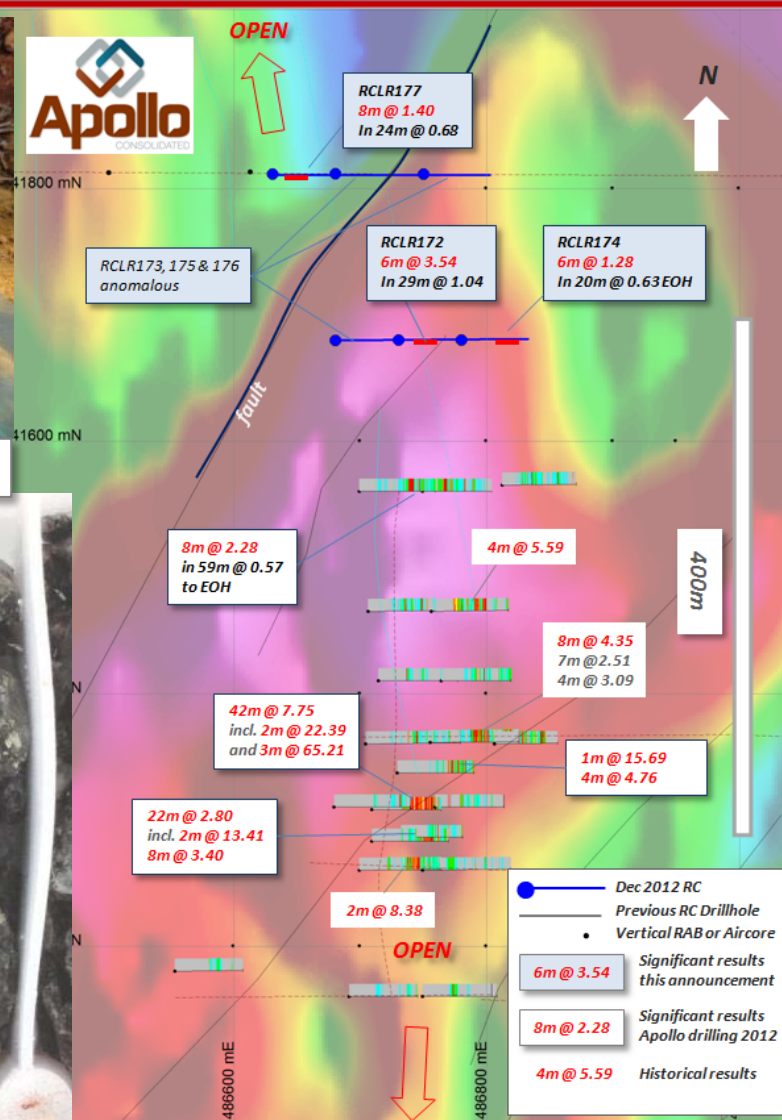 OPEN
Apollo
CONSOLIDATED
N
RCLR177
8m @ 1.40
In 24m @ 0.68
41800 mN
RCLR173, 175 & 176
anomalous
RCLR172
6m @ 3.54
In 29m @ 1.04
RCLR174
6m @ 1.28
In 20m @ 0.63 EOH
fault
41600 mN
8m @ 2.28
in 59m @ 0.57
to EOH
4m @ 5.59
400m
8m @ 4.35
7m @2.51
4m @ 3.09
N
42m @ 7.75
incl. 2m @ 22.39
and 3m @ 65.21
1m @ 15.69
4m @ 4.76
22m @ 2.80
incl. 2m @ 13.41
8m @ 3.40
2m @ 8.38
N
OPEN
486600 mE
486800 mE
Dec 2012 RC
Previous RC Drillhole
Vertical RAB or Aircore
6m @ 3.54
Significant results
this announcement
8m @ 2.28
Significant results
Apollo drilling 2012
4m @ 5.59
Historical results